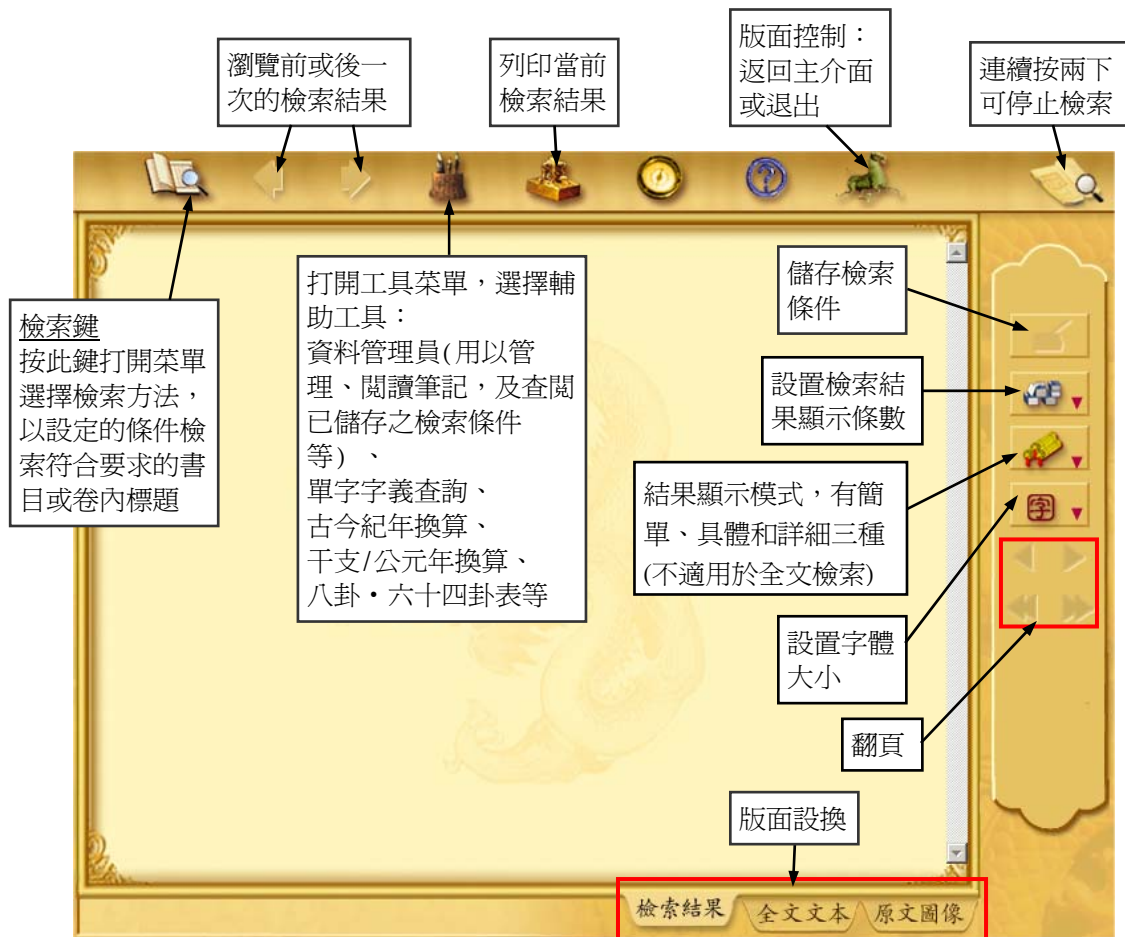 瀏覽前或後一
次的檢索結果
列印當前
檢索結果
版面控制：
返回主介面
或退出
連續按兩下
可停止檢索
檢索鍵
按此鍵打開菜單
選擇檢索方法，
以設定的條件檢
索符合要求的書
目或卷內標題
打開工具菜單，選擇輔
助工具：
資料管理員(用以管
理、閱讀筆記，及查閱
已儲存之檢索條件
等) 、
單字字義查詢、
古今紀年換算、
干支/公元年換算、
八卦・六十四卦表等
儲存檢索
條件
設置檢索結
果顯示條數
結果顯示模式，有簡
單、具體和詳細三種
(不適用於全文檢索)
字
設置字體
大小
翻頁
版面設換
檢索結果 全文文本 原文圖像